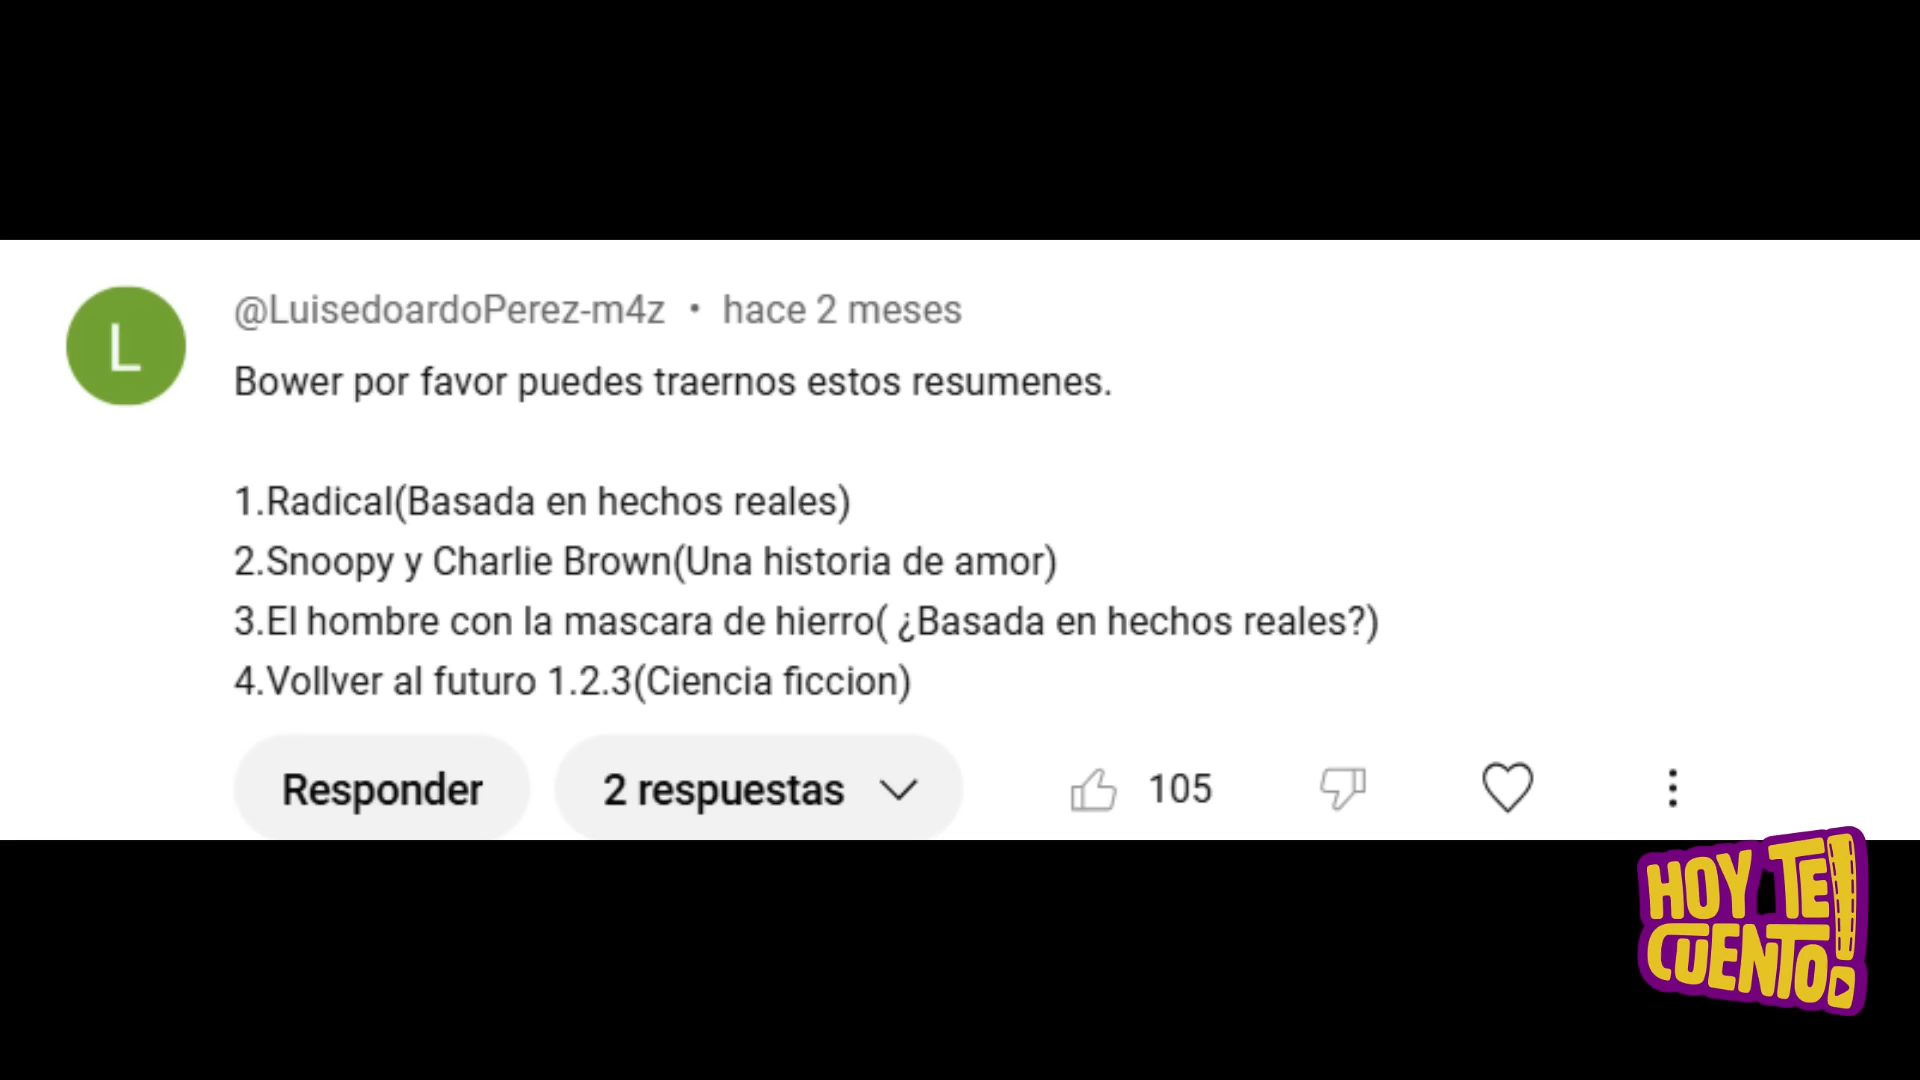 L
@LuisedoardoPerez-m4z • hace 2 meses
Bower por favor puedes traernos estos resumenes.
1.Radical(Basada en hechos reales)
2.Snoopy y Charlie Brown(Una historia de amor)
3.El hombre con la mascara de hierro( ¿Basada en hechos reales?)
4.Vollver al futuro 1.2.3(Ciencia ficcion)
Responder 2 respuestas 105
HOY TE
CUENTO!